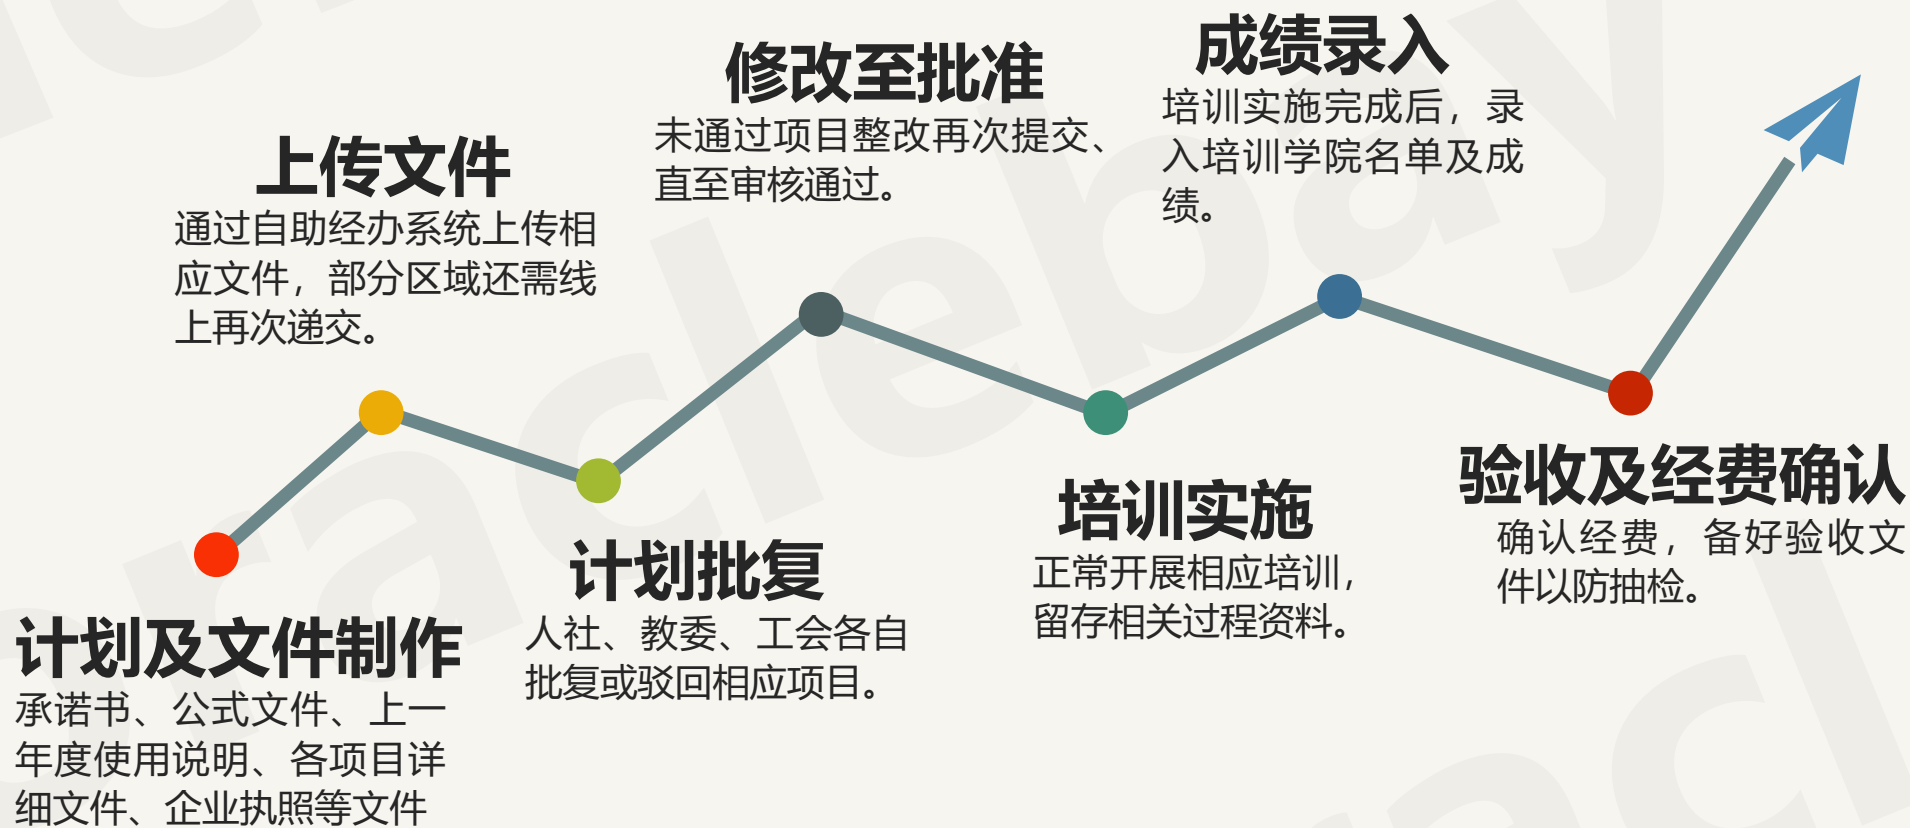 计划及文件制作
承诺书、公式文件、上一
年度使用说明、各项目详
细文件、企业执照等文件
上传文件
通过自助经办系统上传相
应文件，部分区域还需线
上再次递交。
计划批复
人社、教委、工会各自
批复或驳回相应项目。
修改至批准
未通过项目整改再次提交、
直至审核通过。
培训实施
正常开展相应培训，
留存相关过程资料。
成绩录入
培训实施完成后，录
入培训学院名单及成
绩。
验收及经费确认
确认经费，备好验收文
件以防抽检。
oraclebay